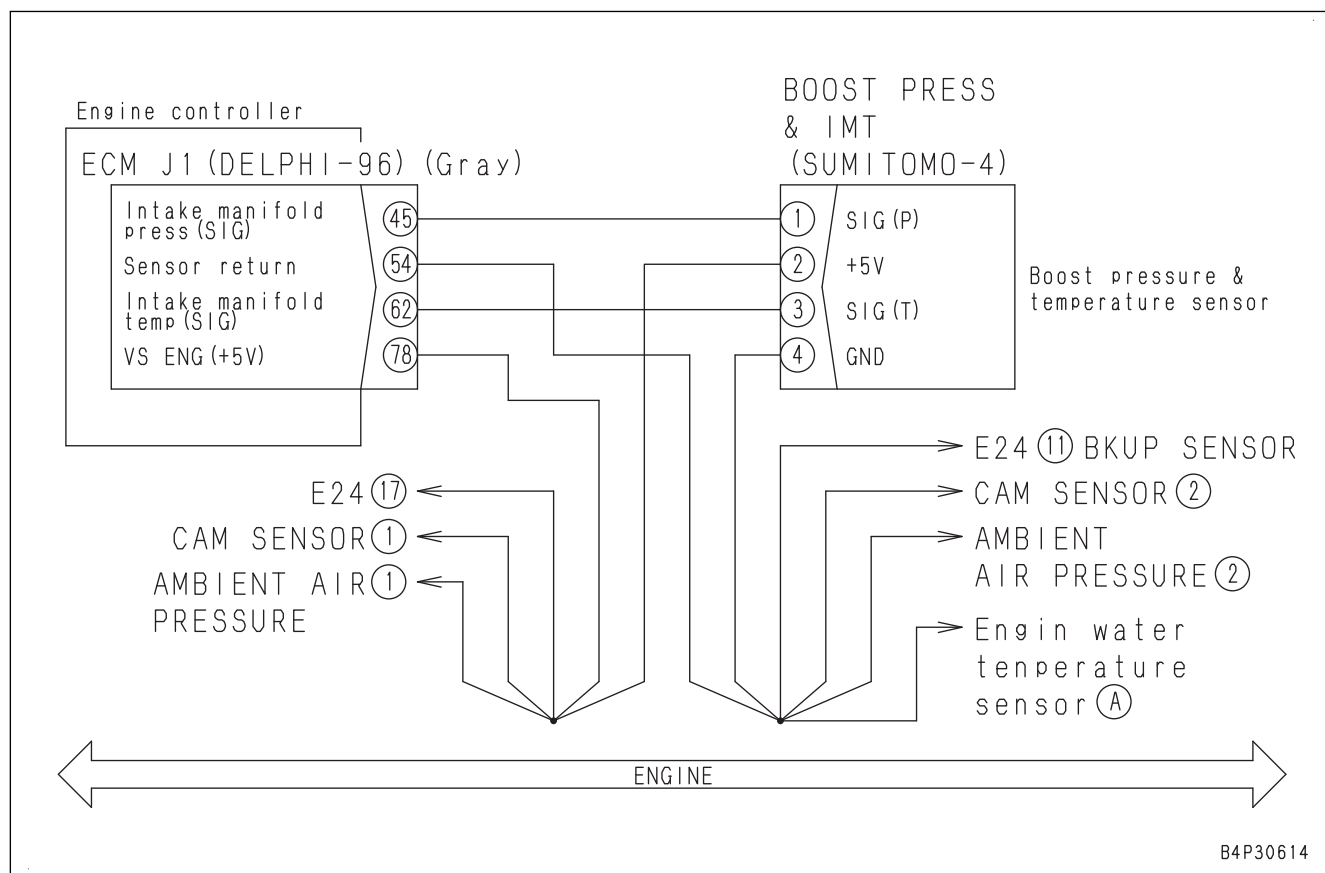 Engine controller
ECM J1(DELPHI-96)(Gray)
Intake manifold
press(SIG)
45
Sensor return
54
Intake manifold
temp(SIG)
62
VS ENG(+5V)
78
BOOST PRESS
& IMT
(SUMITOMO-4)
1 SIG(P)
2 +5V
3 SIG(T)
4 GND
Boost pressure &
temperature sensor
E24 17
CAM SENSOR 1
AMBIENT AIR 1
PRESSURE
E24 11 BKUP SENSOR
CAM SENSOR 2
AMBIENT
AIR PRESSURE 2
Engin water
tenperature
sensor A
ENGINE
B4P30614